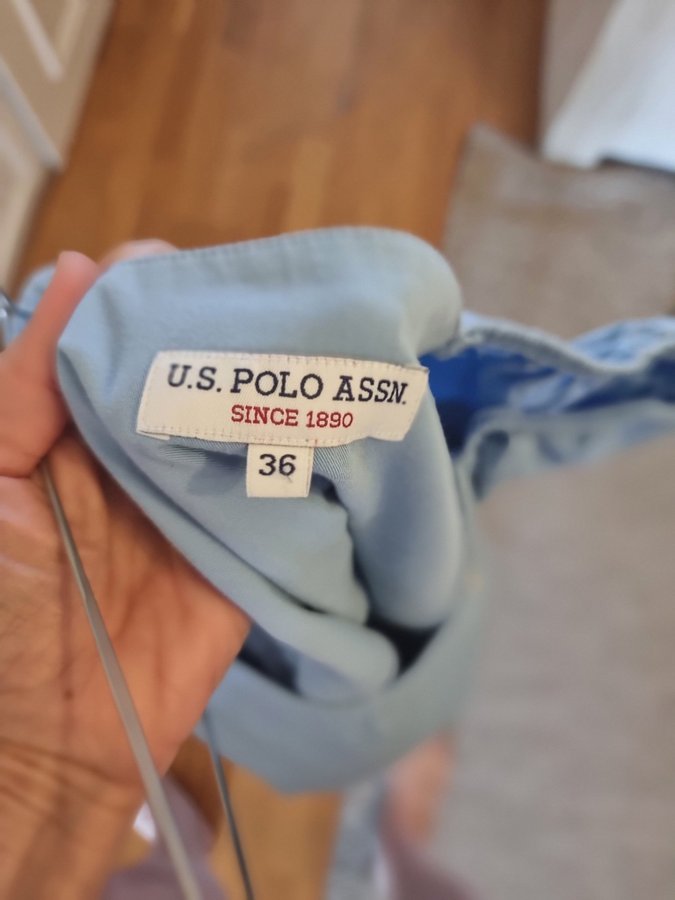 U.S. POLO ASSN.
SINCE 1890
36